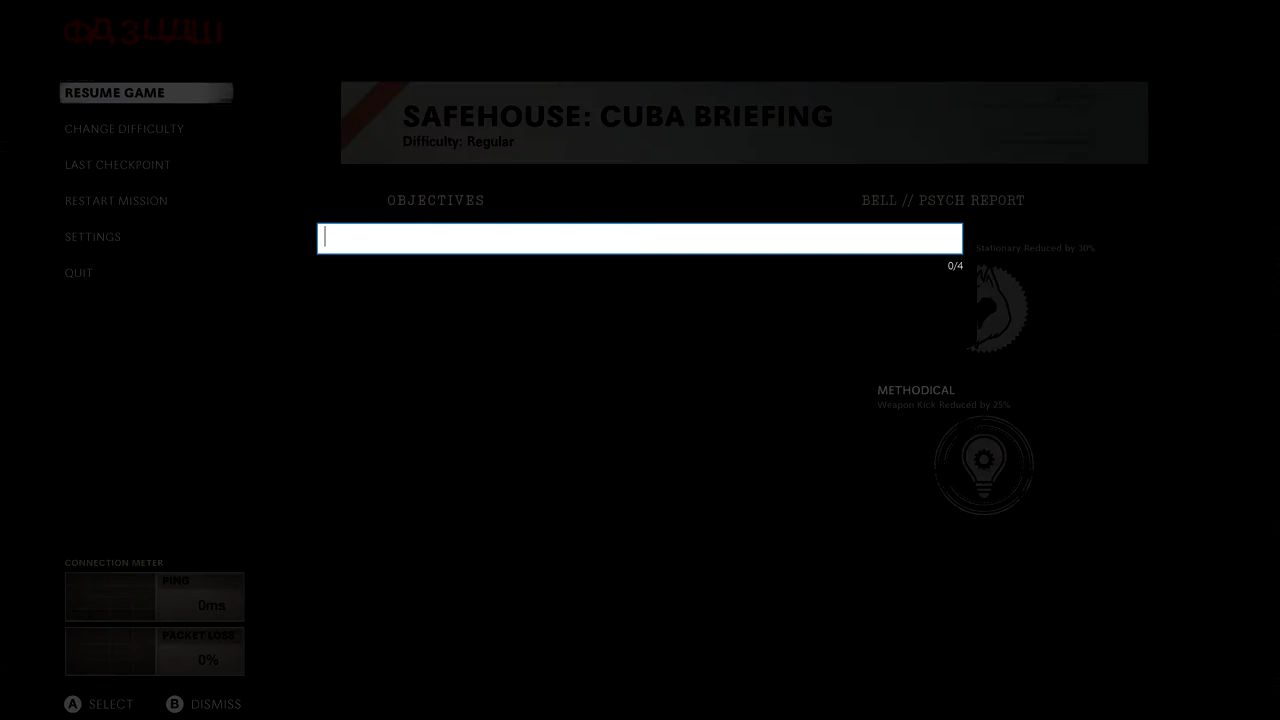 ФДЗЦДШ
RESUME GAME
CHANGE DIFFICULTY
LAST CHECKPOINT
RESTART MISSION
SETTINGS
QUIT
SAFEHOUSE: CUBA BRIEFING
Difficulty: Regular
OBJECTIVES
BELL // PSYCH REPORT
0/4
Stationary Reduced by 30%
METHODICAL
Weapon Kick Reduced by 25%
CONNECTION METER
PING
0ms
PACKET LOSS
0%
A SELECT
B DISMISS